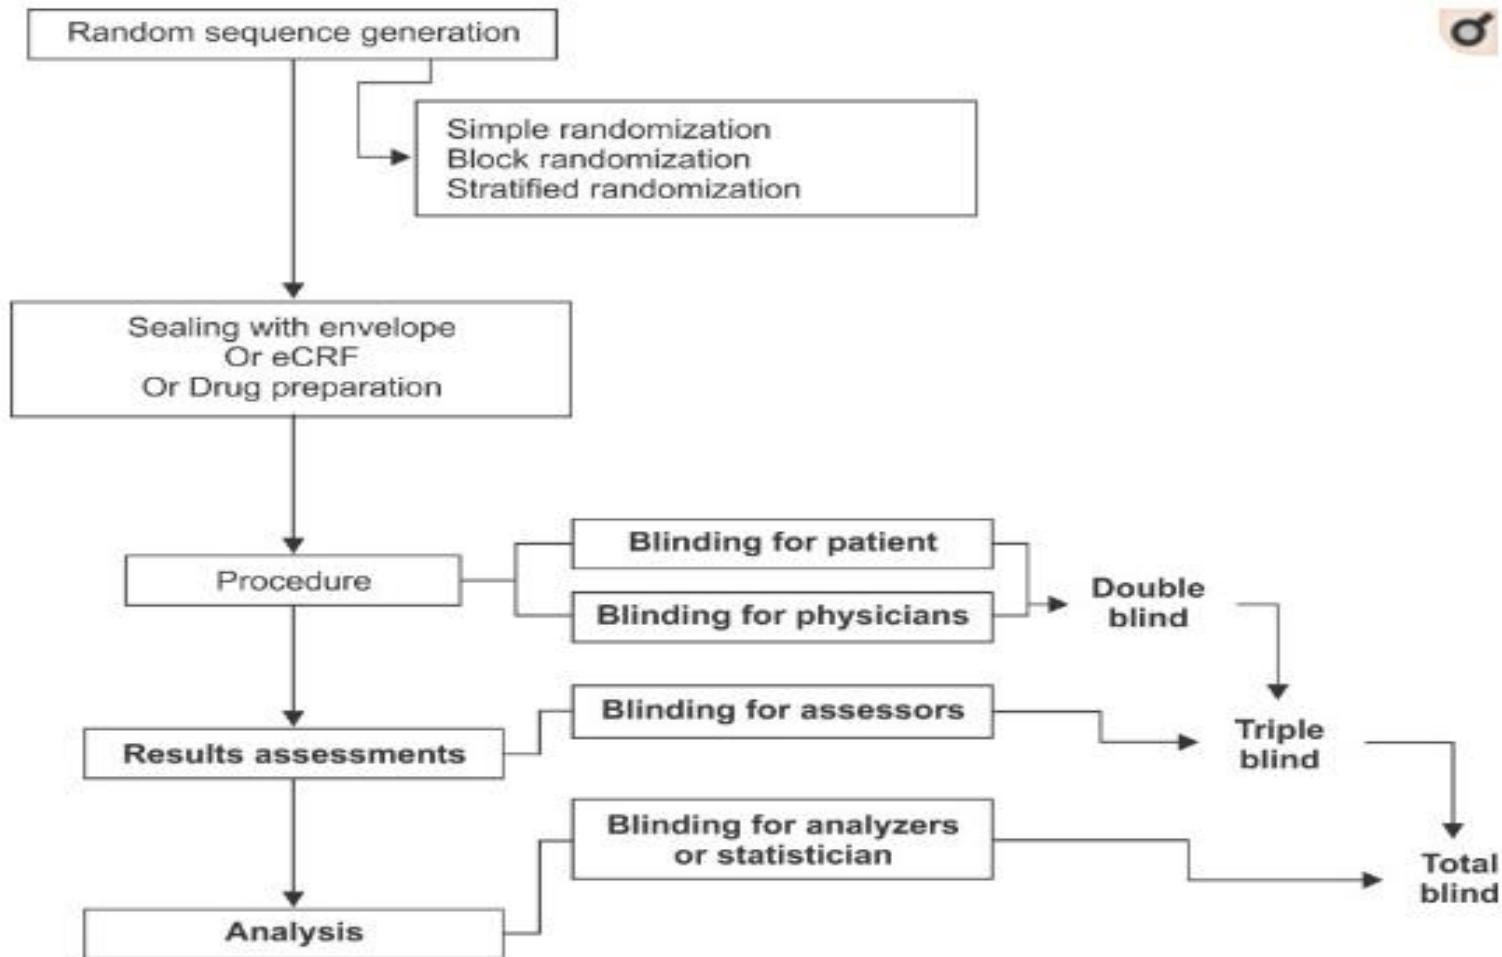 Random sequence generation
Simple randomization
Block randomization
Stratified randomization
Sealing with envelope
Or eCRF
Or Drug preparation
Procedure
Blinding for patient
Blinding for physicians
Double
blind
Results assessments
Blinding for assessors
Triple
blind
Analysis
Blinding for analyzers
or statistician
Total
blind